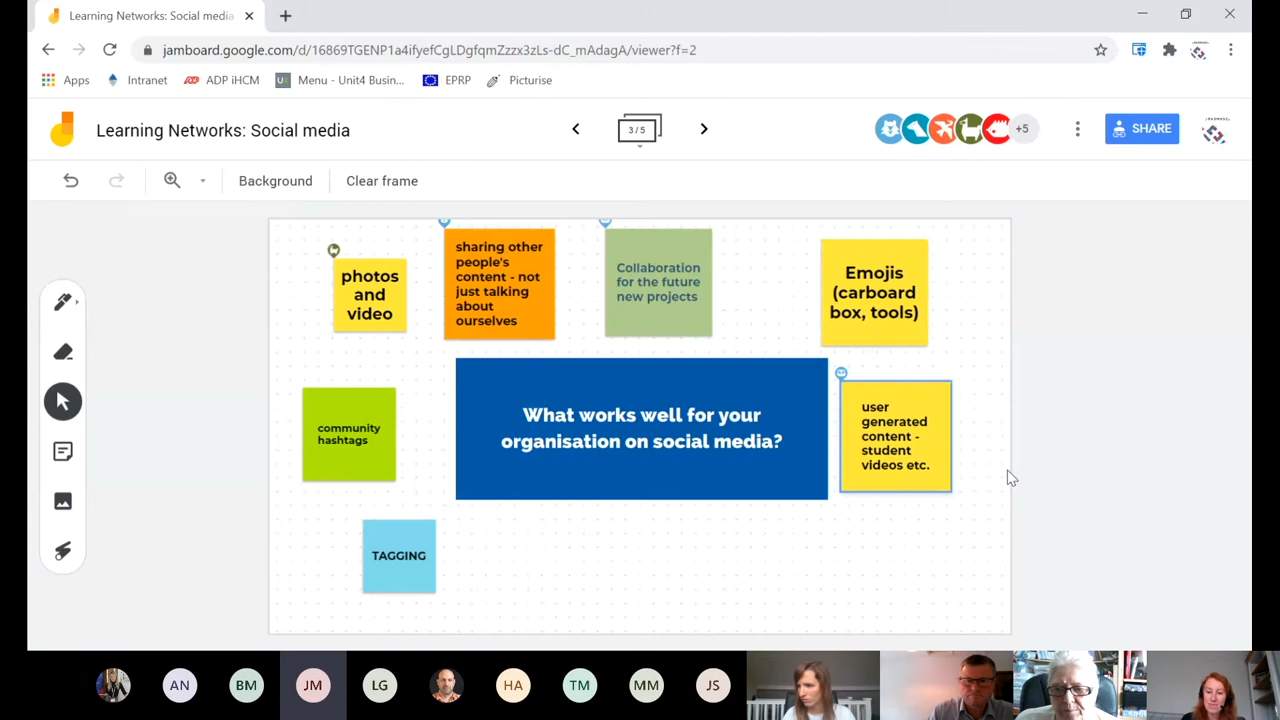 Learning Networks: Social media
jamboard.google.com/d/16869TGENP1a4ifyefCqLDgfqmZzzx3zLs-dC_mAdagA/viewer?f=2
Apps Intranet ADP iHCM Menu - Unit4 Busin... EPRP Picturise
Learning Networks: Social media 3 / 5 +5 SHARE
Background Clear frame
photos
and
video
sharing other
people's
content - not
just talking
about
ourselves
Collaboration
for the future
new projects
Emojis
(carboard
box, tools)
community
hashtags
What works well for your
organisation on social media?
user
generated
content -
student
videos etc.
TAGGING
AN BM JM LG HA TM MM JS